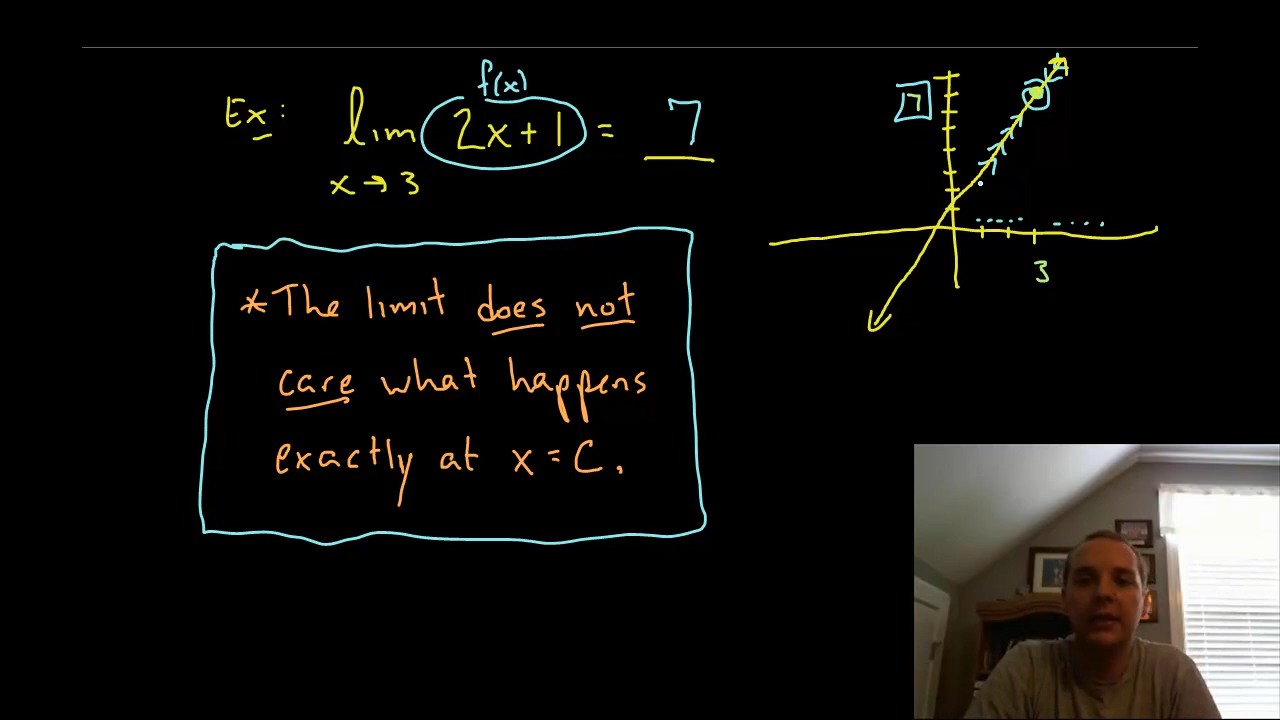 f(x)
Ex: lim 2x+1 = 7
x→3
7
3
*The limit does not
care what happens
exactly at x=C.